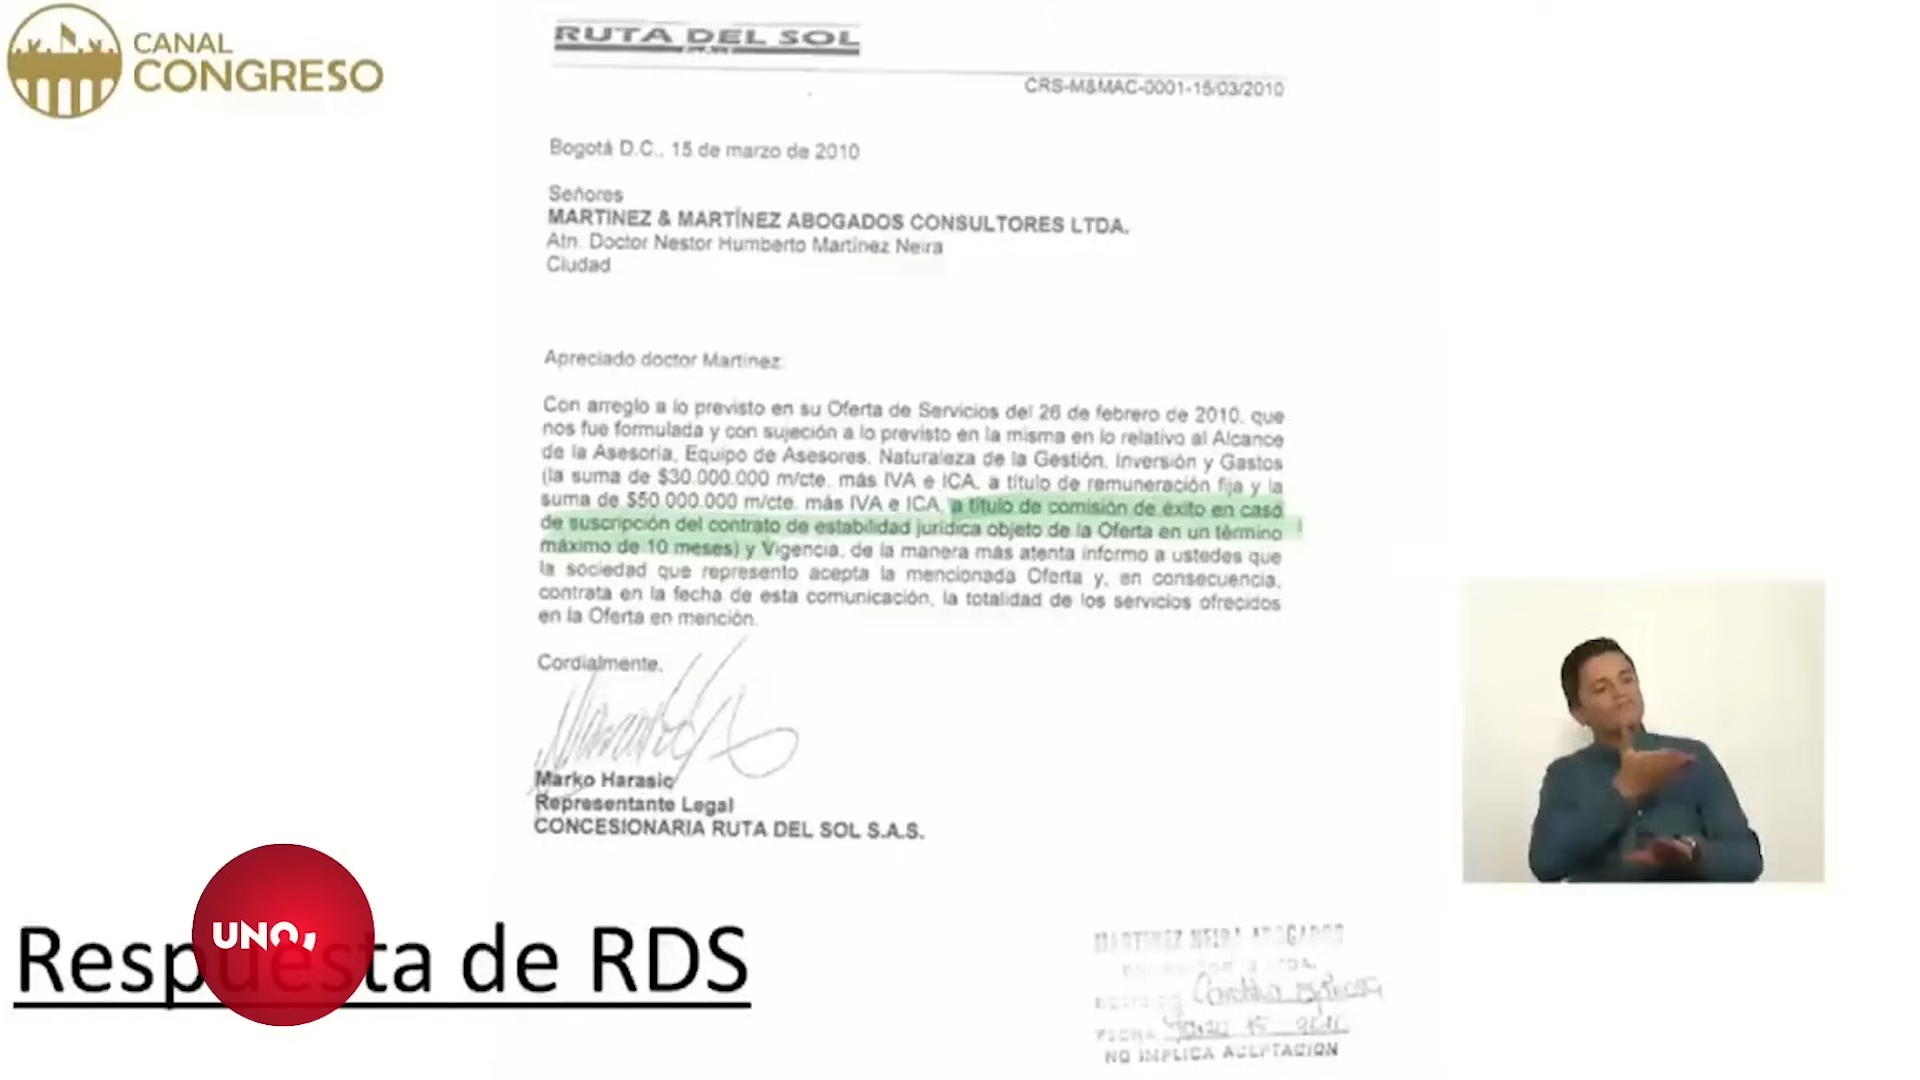 CANAL
CONGRESO
RUTA DEL SOL
CRS-M&MAC-0001-15/03/2010
Bogotá D.C., 15 de marzo de 2010
Señores
MARTINEZ & MARTÍNEZ ABOGADOS CONSULTORES LTDA.
Atn. Doctor Nestor Humberto Martínez Neira
Ciudad
Apreciado doctor Martinez:
Con arreglo a lo previsto en su Oferta de Servicios del 26 de febrero de 2010, que
nos fue formulada y con sujeción a lo previsto en la misma en lo relativo al Alcance
de la Asesoría, Equipo de Asesores, Naturaleza de la Gestión, Inversión y Gastos
(la suma de $30.000.000 m/cte. más IVA e ICA, a título de remuneración fija y la
suma de $50.000.000 m/cte. más IVA e ICA, a título de comisión de éxito en caso
de suscripción del contrato de estabilidad jurídica objeto de la Oferta en un término
máximo de 10 meses) y Vigencia, de la manera más atenta informo a ustedes que
la sociedad que represento acepta la mencionada Oferta y, en consecuencia,
contrata en la fecha de esta comunicación, la totalidad de los servicios ofrecidos
en la Oferta en mención.
Cordialmente,
Marko Harasic
Representante Legal
CONCESIONARIA RUTA DEL SOL S.A.S.
UNO
Respuesta de RDS
MARTINEZ NEIRA ABOGADOS
LTDA.
FECHA 15
NO IMPLICA ACEPTACION